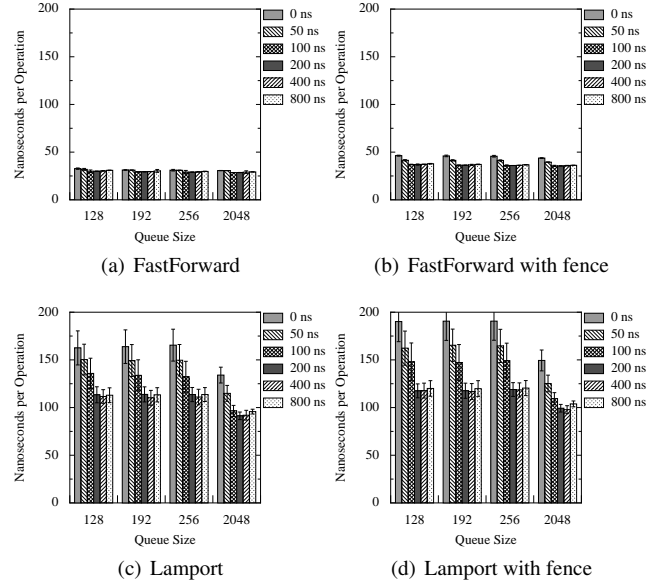 200
150
100
50
0
Nanoseconds per Operation
128 192 256 2048
Queue Size
0 ns
50 ns
100 ns
200 ns
400 ns
800 ns
(a) FastForward
200
150
100
50
0
Nanoseconds per Operation
128 192 256 2048
Queue Size
0 ns
50 ns
100 ns
200 ns
400 ns
800 ns
(b) FastForward with fence
200
150
100
50
0
Nanoseconds per Operation
128 192 256 2048
Queue Size
0 ns
50 ns
100 ns
200 ns
400 ns
800 ns
(c) Lamport
200
150
100
50
0
Nanoseconds per Operation
128 192 256 2048
Queue Size
0 ns
50 ns
100 ns
200 ns
400 ns
800 ns
(d) Lamport with fence